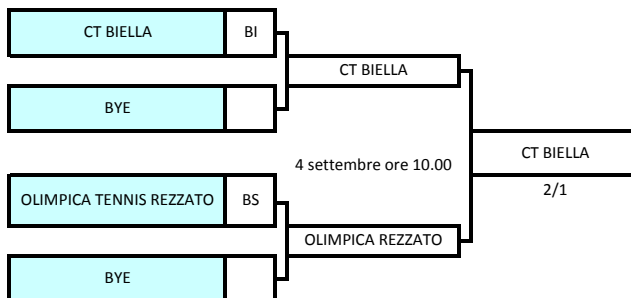 CT BIELLA BI
CT BIELLA
BYE
4 settembre ore 10.00
CT BIELLA
2/1
OLIMPICA TENNIS REZZATO BS
OLIMPICA REZZATO
BYE